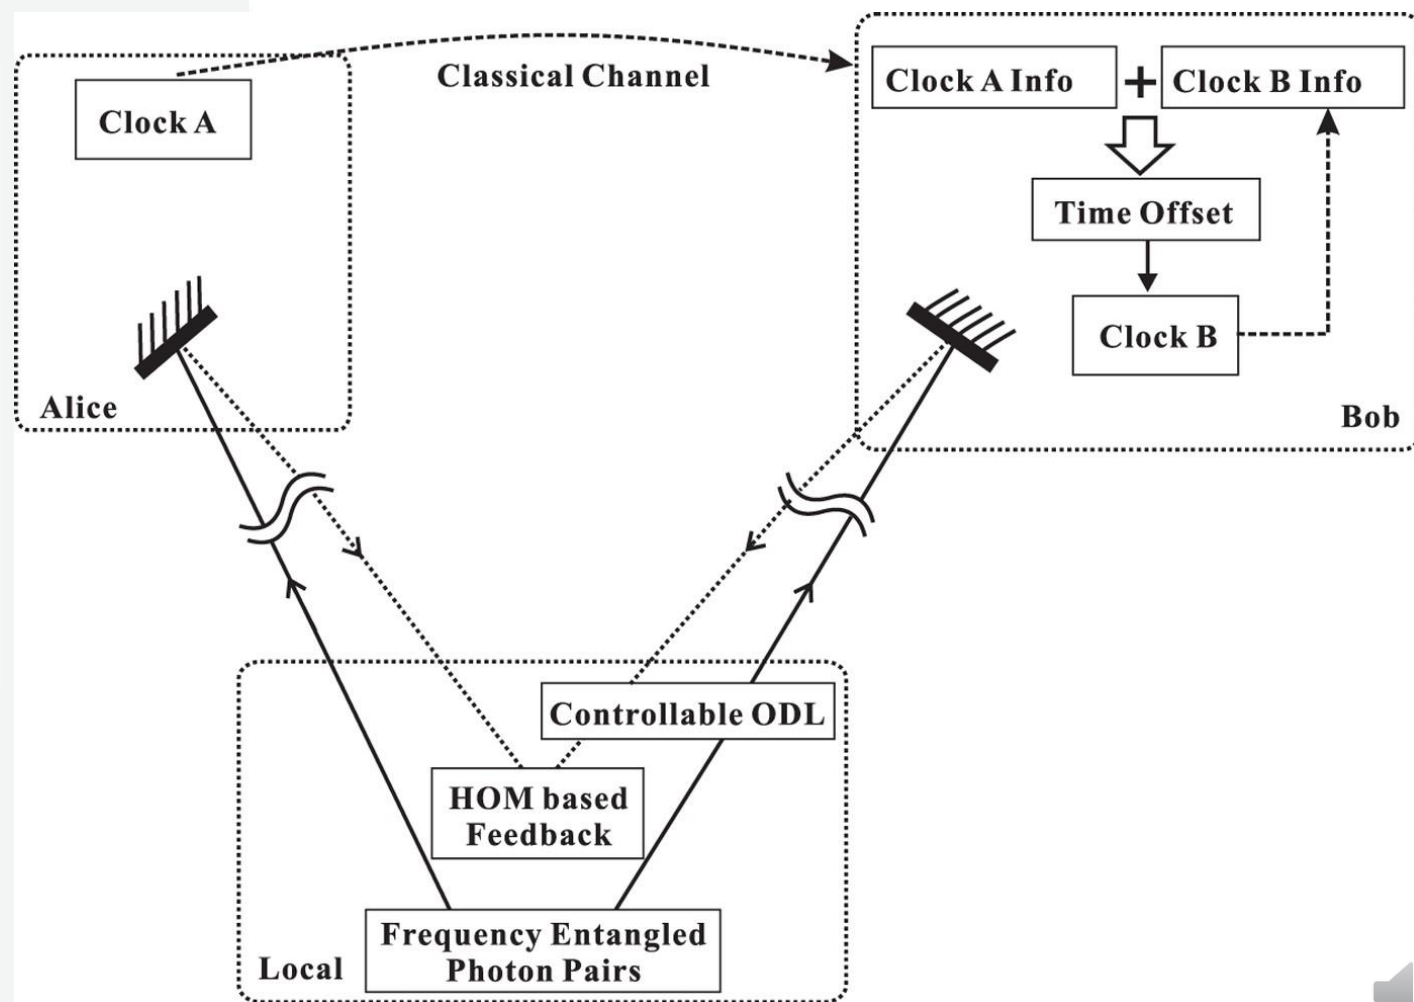 Classical Channel
Clock A
Alice
Clock A Info
+
Clock B Info
Time Offset
Clock B
Bob
Controllable ODL
HOM based
Feedback
Frequency Entangled
Photon Pairs
Local